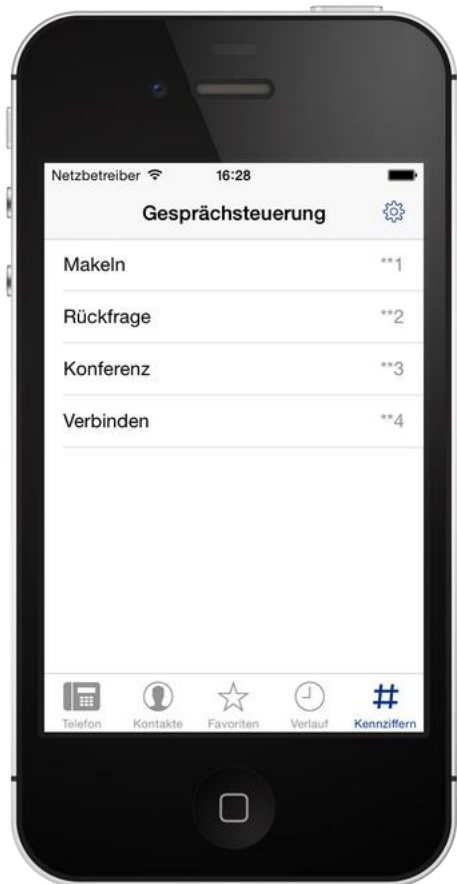 Netzbetreiber 16:28
Gesprächsteuerung
Makeln **1
Rückfrage **2
Konferenz **3
Verbinden **4
Telefon Kontakte Favoriten Verlauf Kennziffern